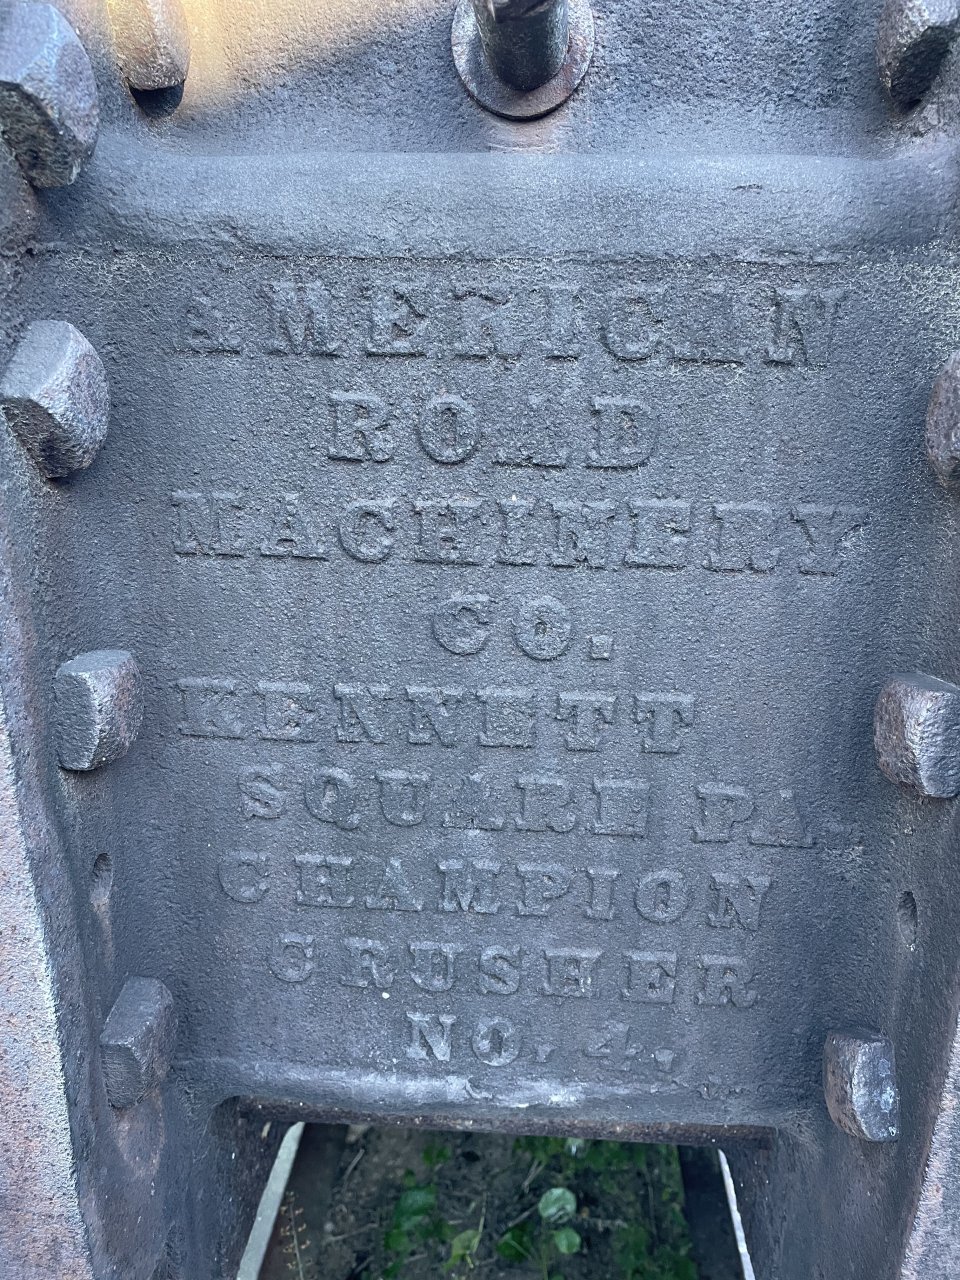 AMERICAN
ROAD
MACHINERY
CO.
KENNETT
SQUARE PA.
CHAMPION
CRUSHER
NO. 4.